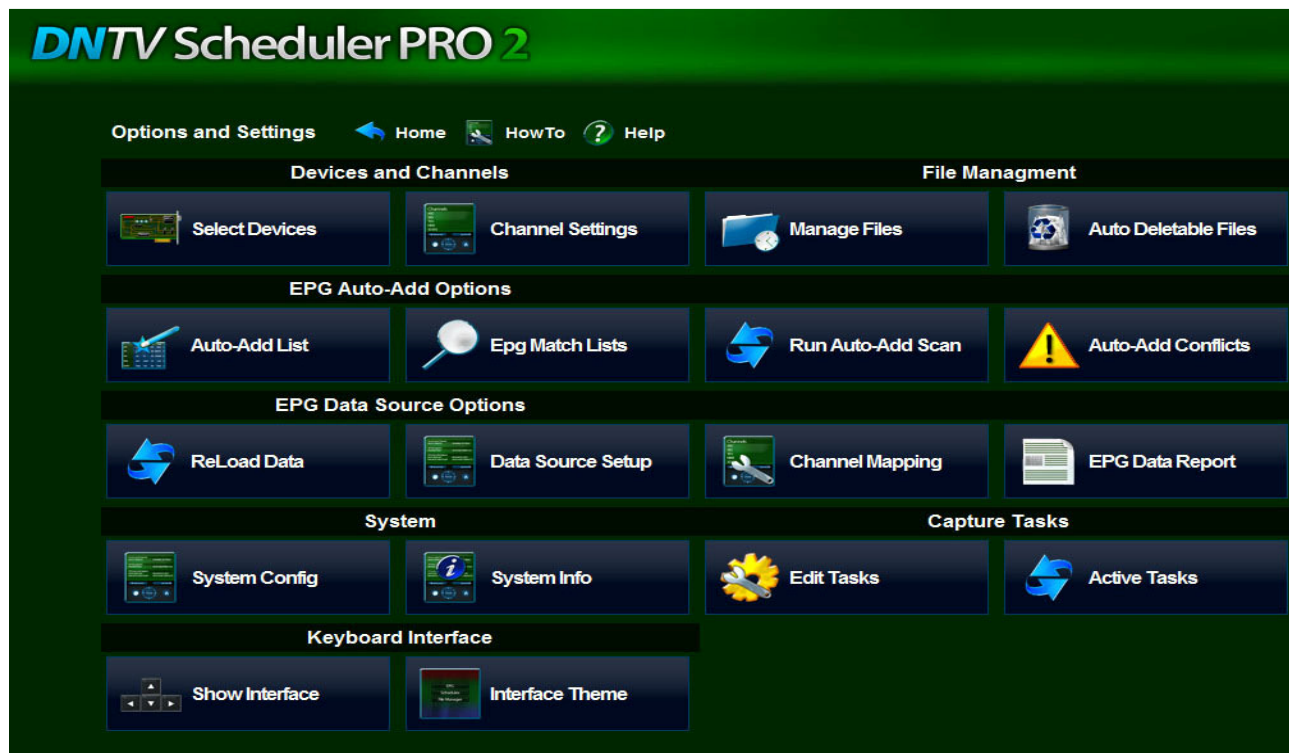 DNTV Scheduler PRO 2
Options and Settings Home HowTo ? Help
Devices and Channels File Managment
Select Devices Channel Settings Manage Files Auto Deletable Files
EPG Auto-Add Options
Auto-Add List Epg Match Lists Run Auto-Add Scan Auto-Add Conflicts
EPG Data Source Options
ReLoad Data Data Source Setup Channel Mapping EPG Data Report
System Capture Tasks
System Config System Info Edit Tasks Active Tasks
Keyboard Interface
Show Interface Interface Theme